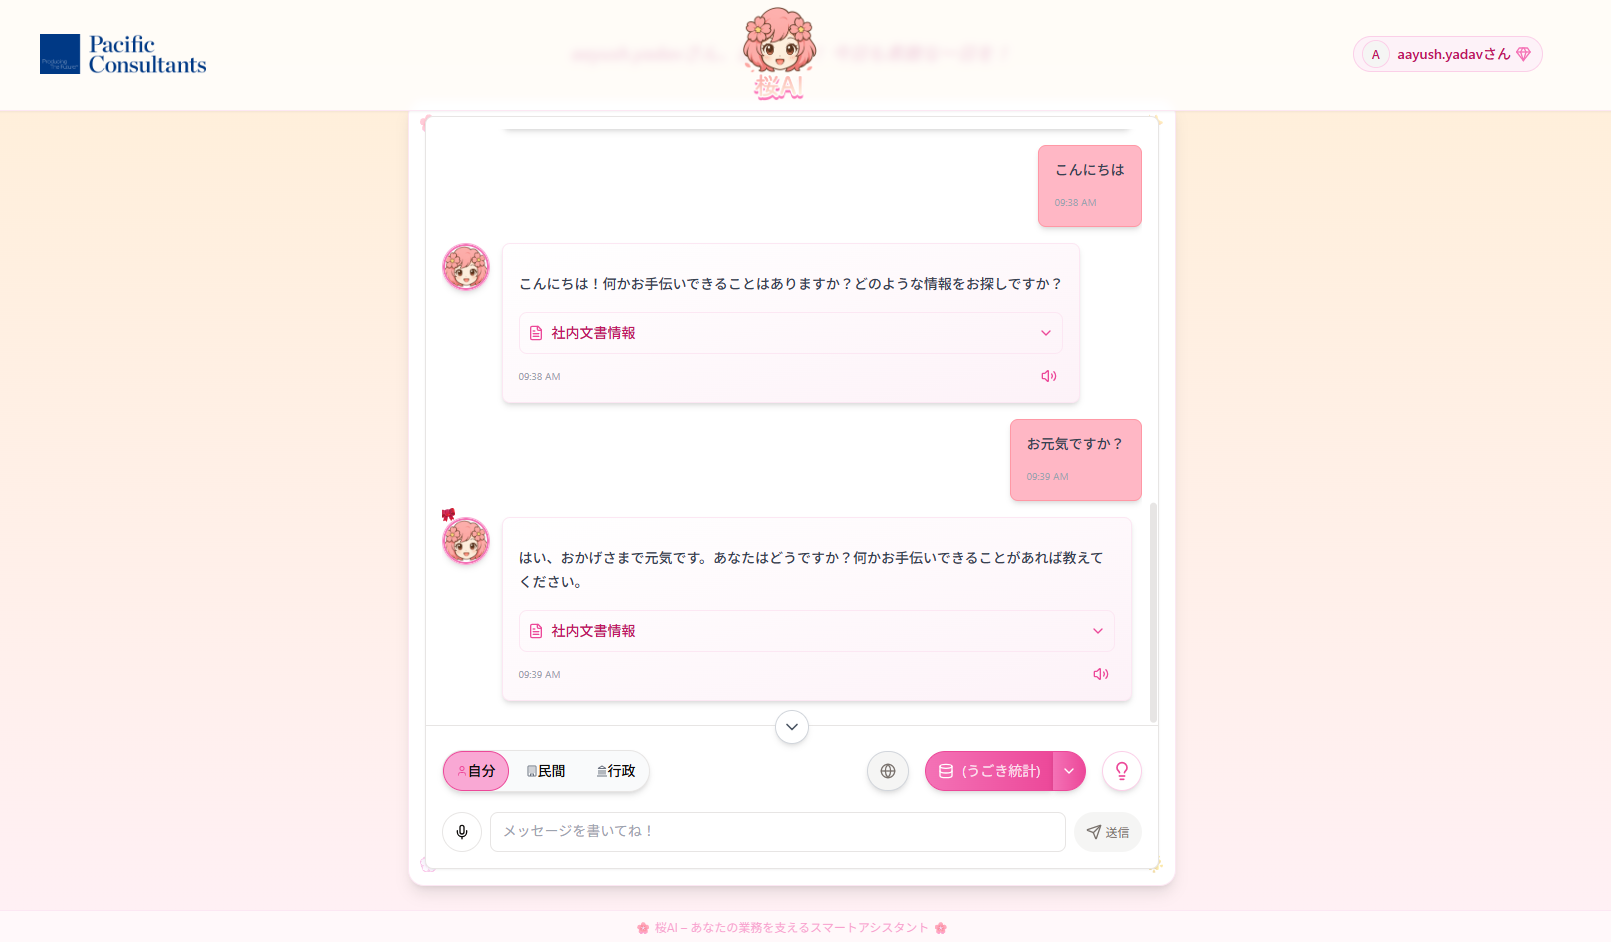 Pacific
Consultants
Producing
The Future
桜AI
A
aayush.yadavさん
こんにちは
09:38 AM
こんにちは！何かお手伝いできることはありますか？どのような情報をお探しですか？
社内文書情報
09:38 AM
お元気ですか？
09:39 AM
はい、おかげさまで元気です。あなたはどうですか？何かお手伝いできることがあれば教えて
ください。
社内文書情報
09:39 AM
自分 民間 行政
(うごき統計)
メッセージを書いてね！
送信
桜AI – あなたの業務を支えるスマートアシスタント